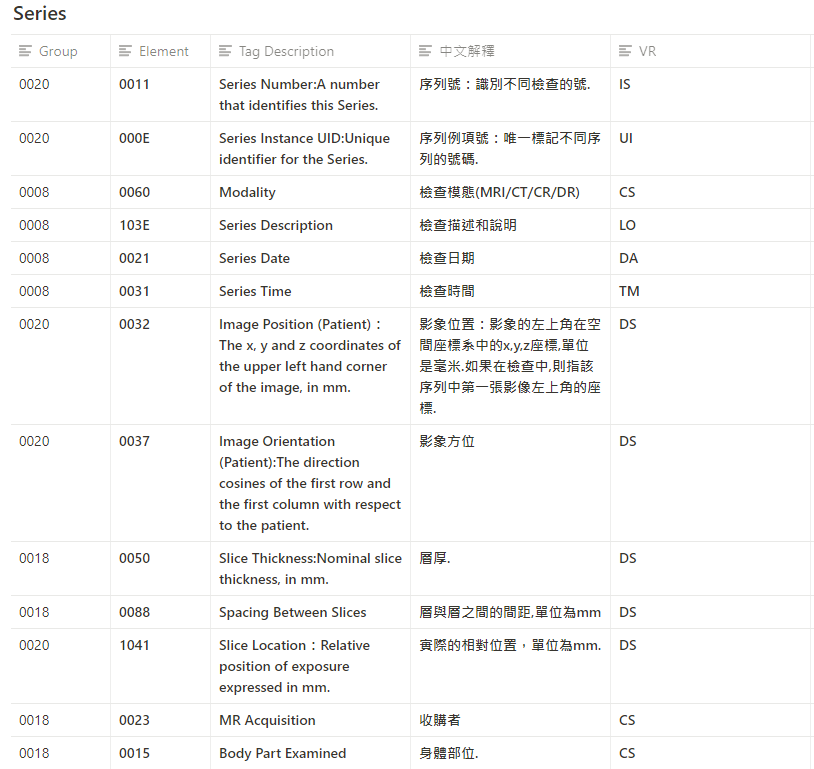 Series
Group Element Tag Description 中文解釋 VR
0020 0011 Series Number:A number 序列號：識別不同檢查的號. IS
that identifies this Series.
0020 000E Series Instance UID:Unique 序列例項號：唯一標記不同序 UI
identifier for the Series. 列的號碼.
0008 0060 Modality 檢查模態(MRI/CT/CR/DR) CS
0008 103E Series Description 檢查描述和說明 LO
0008 0021 Series Date 檢查日期 DA
0008 0031 Series Time 檢查時間 TM
0020 0032 Image Position (Patient)： 影象位置：影象的左上角在空 DS
The x, y and z coordinates of 間座標系中的x,y,z座標,單位
the upper left hand corner 是毫米.如果在檢查中,則指該
of the image, in mm. 序列中第一張影像左上角的座
標.
0020 0037 Image Orientation 影象方位 DS
(Patient):The direction
cosines of the first row and
the first column with respect
to the patient.
0018 0050 Slice Thickness:Nominal slice 層厚. DS
thickness, in mm.
0018 0088 Spacing Between Slices 層與層之間的間距,單位為mm DS
0020 1041 Slice Location：Relative 實際的相對位置，單位為mm. DS
position of exposure
expressed in mm.
0018 0023 MR Acquisition 收購者 CS
0018 0015 Body Part Examined 身體部位. CS